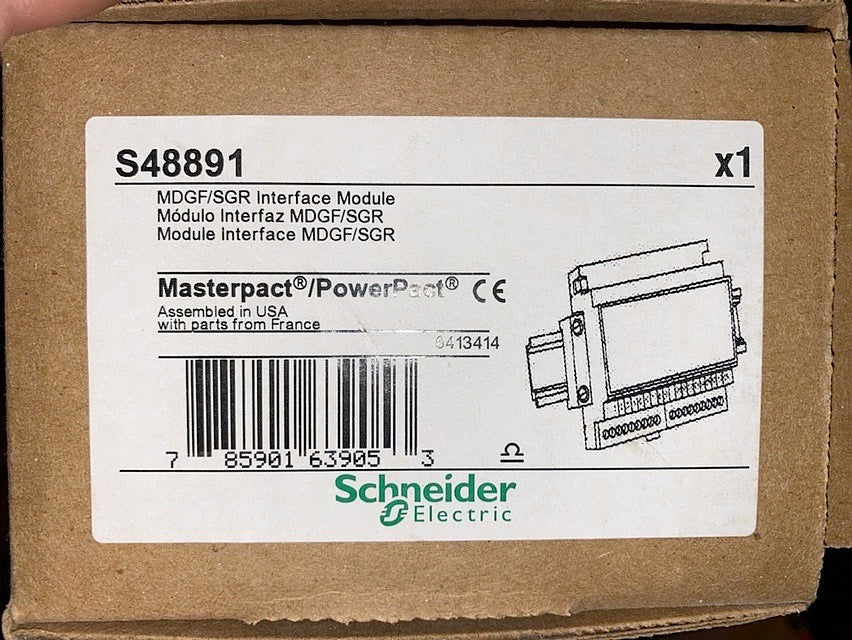 S48891 x1
MDGF/SGR Interface Module
Módulo Interfaz MDGF/SGR
Module Interface MDGF/SGR
Masterpact®/PowerPact® CE
Assembled in USA
with parts from France
6413414
7 85901 63905 3
Schneider
Electric